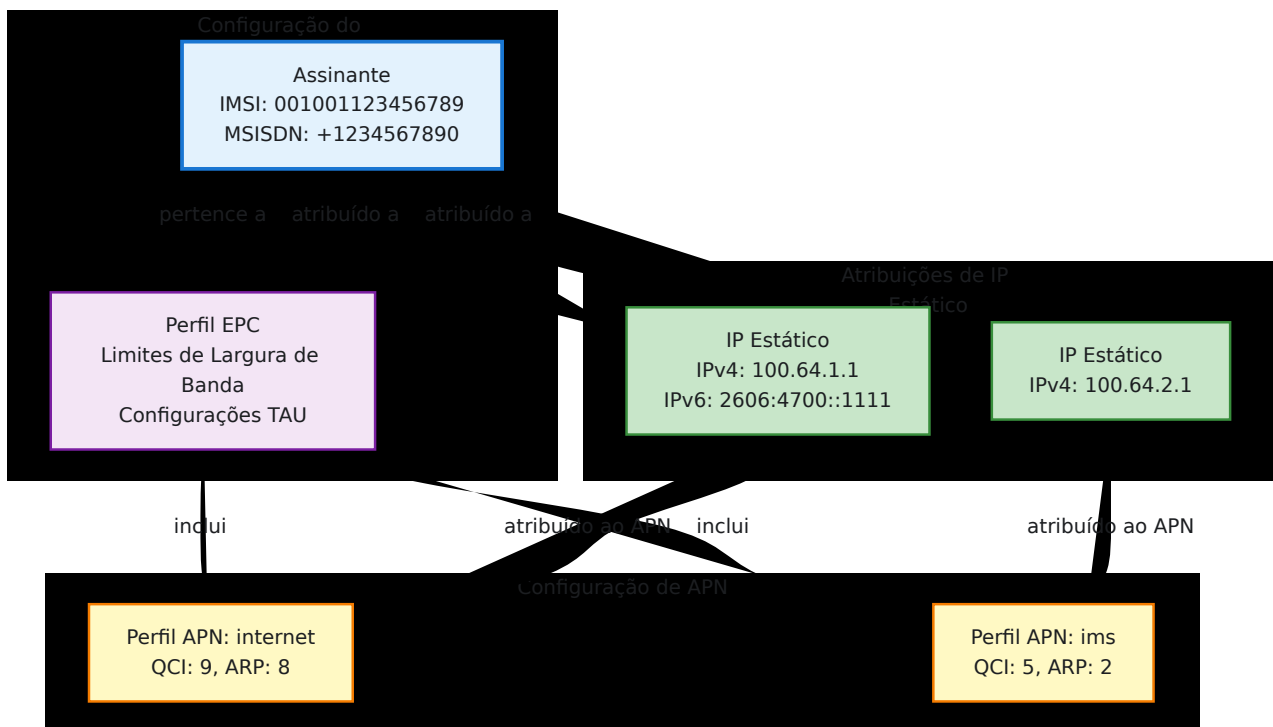 Configuração do
Assinante
IMSI: 001001123456789
MSISDN: +1234567890
pertence a
atribuído a
atribuído a
Atribuições de IP
Estático
Perfil EPC
Limites de Largura de
Banda
Configurações TAU
IP Estático
IPv4: 100.64.1.1
IPv6: 2606:4700::1111
IP Estático
IPv4: 100.64.2.1
inclui
atribuído ao APN
inclui
atribuído ao APN
Configuração de APN
Perfil APN: internet
QCI: 9, ARP: 8
Perfil APN: ims
QCI: 5, ARP: 2